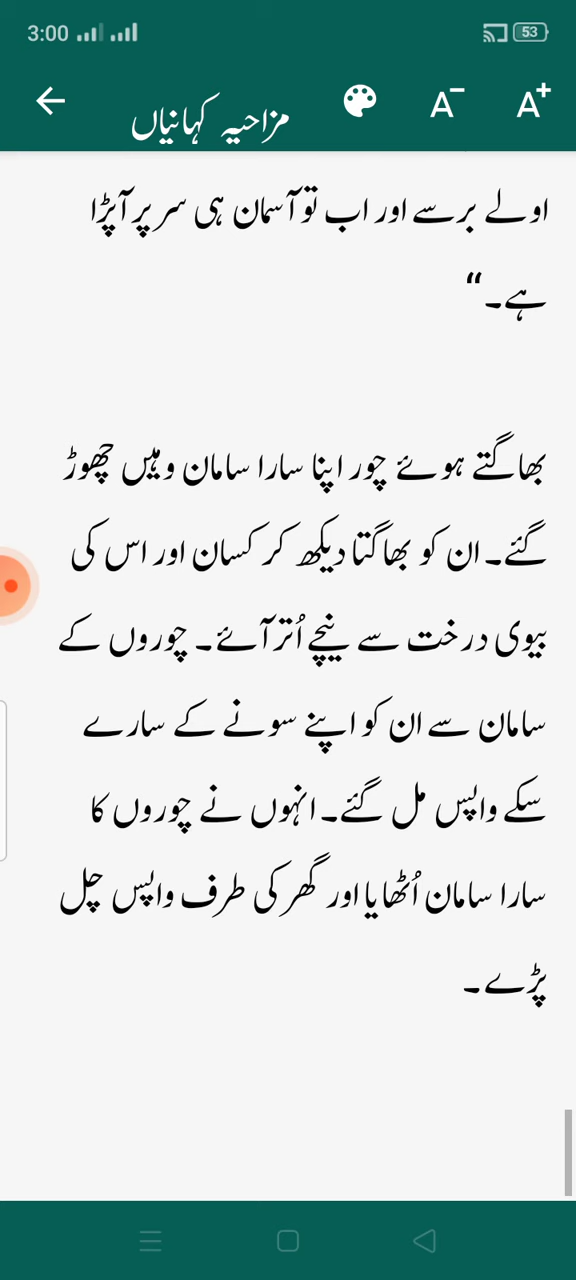 3:00
53
مزاحیہ کہانیاں
A-
A+
اولے برسے اور اب تو آسمان ہی سر پر آپڑا
ہے۔“
بھاگتے ہوئے چور اپنا سارا سامان وہیں چھوڑ
گئے۔ ان کو بھاگتا دیکھ کر کسان اور اس کی
بیوی درخت سے نیچے اُتر آئے۔ چوروں کے
سامان سے ان کو اپنے سونے کے سارے
سکے واپس مل گئے۔ انہوں نے چوروں کا
سارا سامان اُٹھایا اور گھر کی طرف واپس چل
پڑے۔